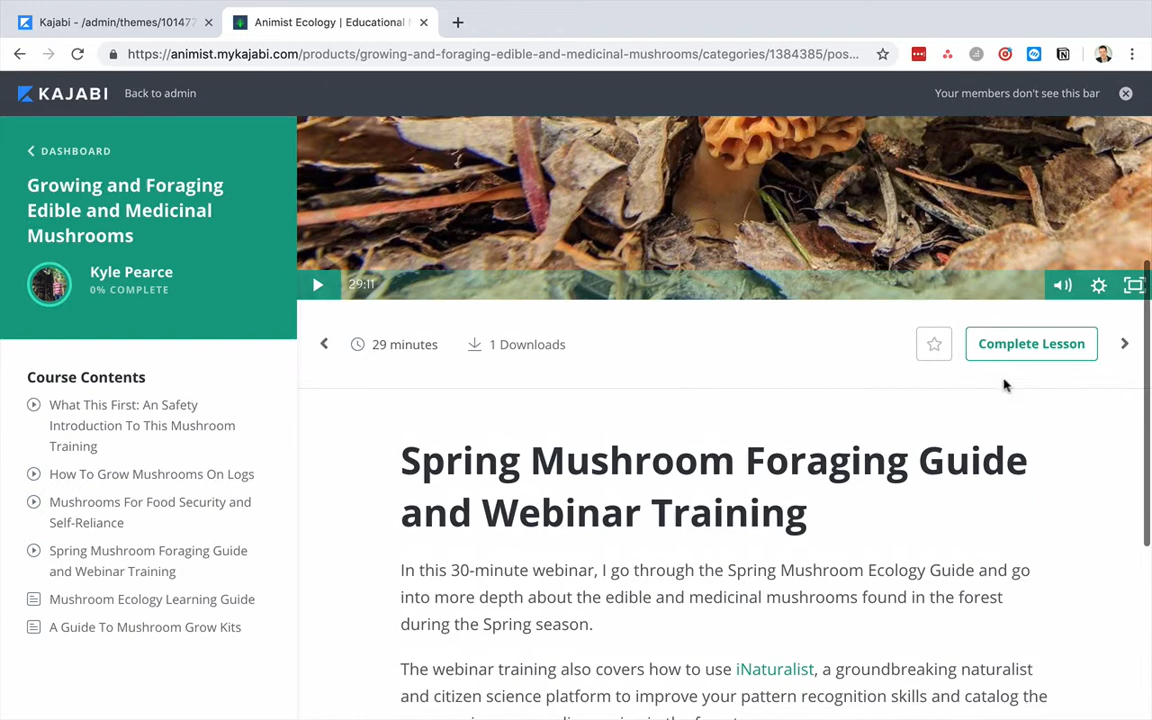 Kajabi - /admin/themes/101477
Animist Ecology | Educational
https://animist.mykajabi.com/products/growing-and-foraging-edible-and-medicinal-mushrooms/categories/1384385/pos...
KAJABI
Back to admin
Your members don't see this bar
DASHBOARD
Growing and Foraging
Edible and Medicinal
Mushrooms
Kyle Pearce
0% COMPLETE
Course Contents
What This First: An Safety
Introduction To This Mushroom
Training
How To Grow Mushrooms On Logs
Mushrooms For Food Security and
Self-Reliance
Spring Mushroom Foraging Guide
and Webinar Training
Mushroom Ecology Learning Guide
A Guide To Mushroom Grow Kits
29:11
29 minutes
1 Downloads
Complete Lesson
Spring Mushroom Foraging Guide
and Webinar Training
In this 30-minute webinar, I go through the Spring Mushroom Ecology Guide and go
into more depth about the edible and medicinal mushrooms found in the forest
during the Spring season.
The webinar training also covers how to use iNaturalist, a groundbreaking naturalist
and citizen science platform to improve your pattern recognition skills and catalog the